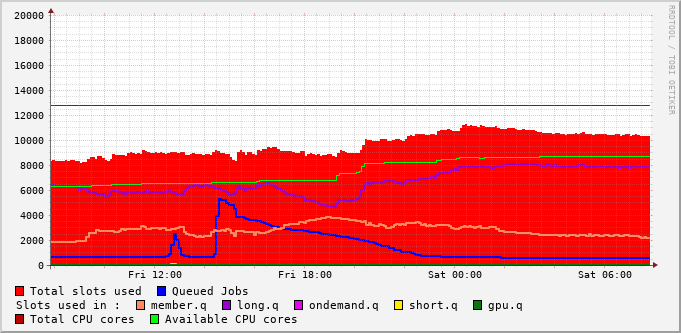 20000
18000
16000
14000
12000
10000
8000
6000
4000
2000
0
Fri 12:00 Fri 18:00 Sat 00:00 Sat 06:00
Total slots used Queued Jobs
Slots used in : member.q long.q ondemand.q short.q gpu.q
Total CPU cores Available CPU cores
RRDTOOL / TOBI OETIKER